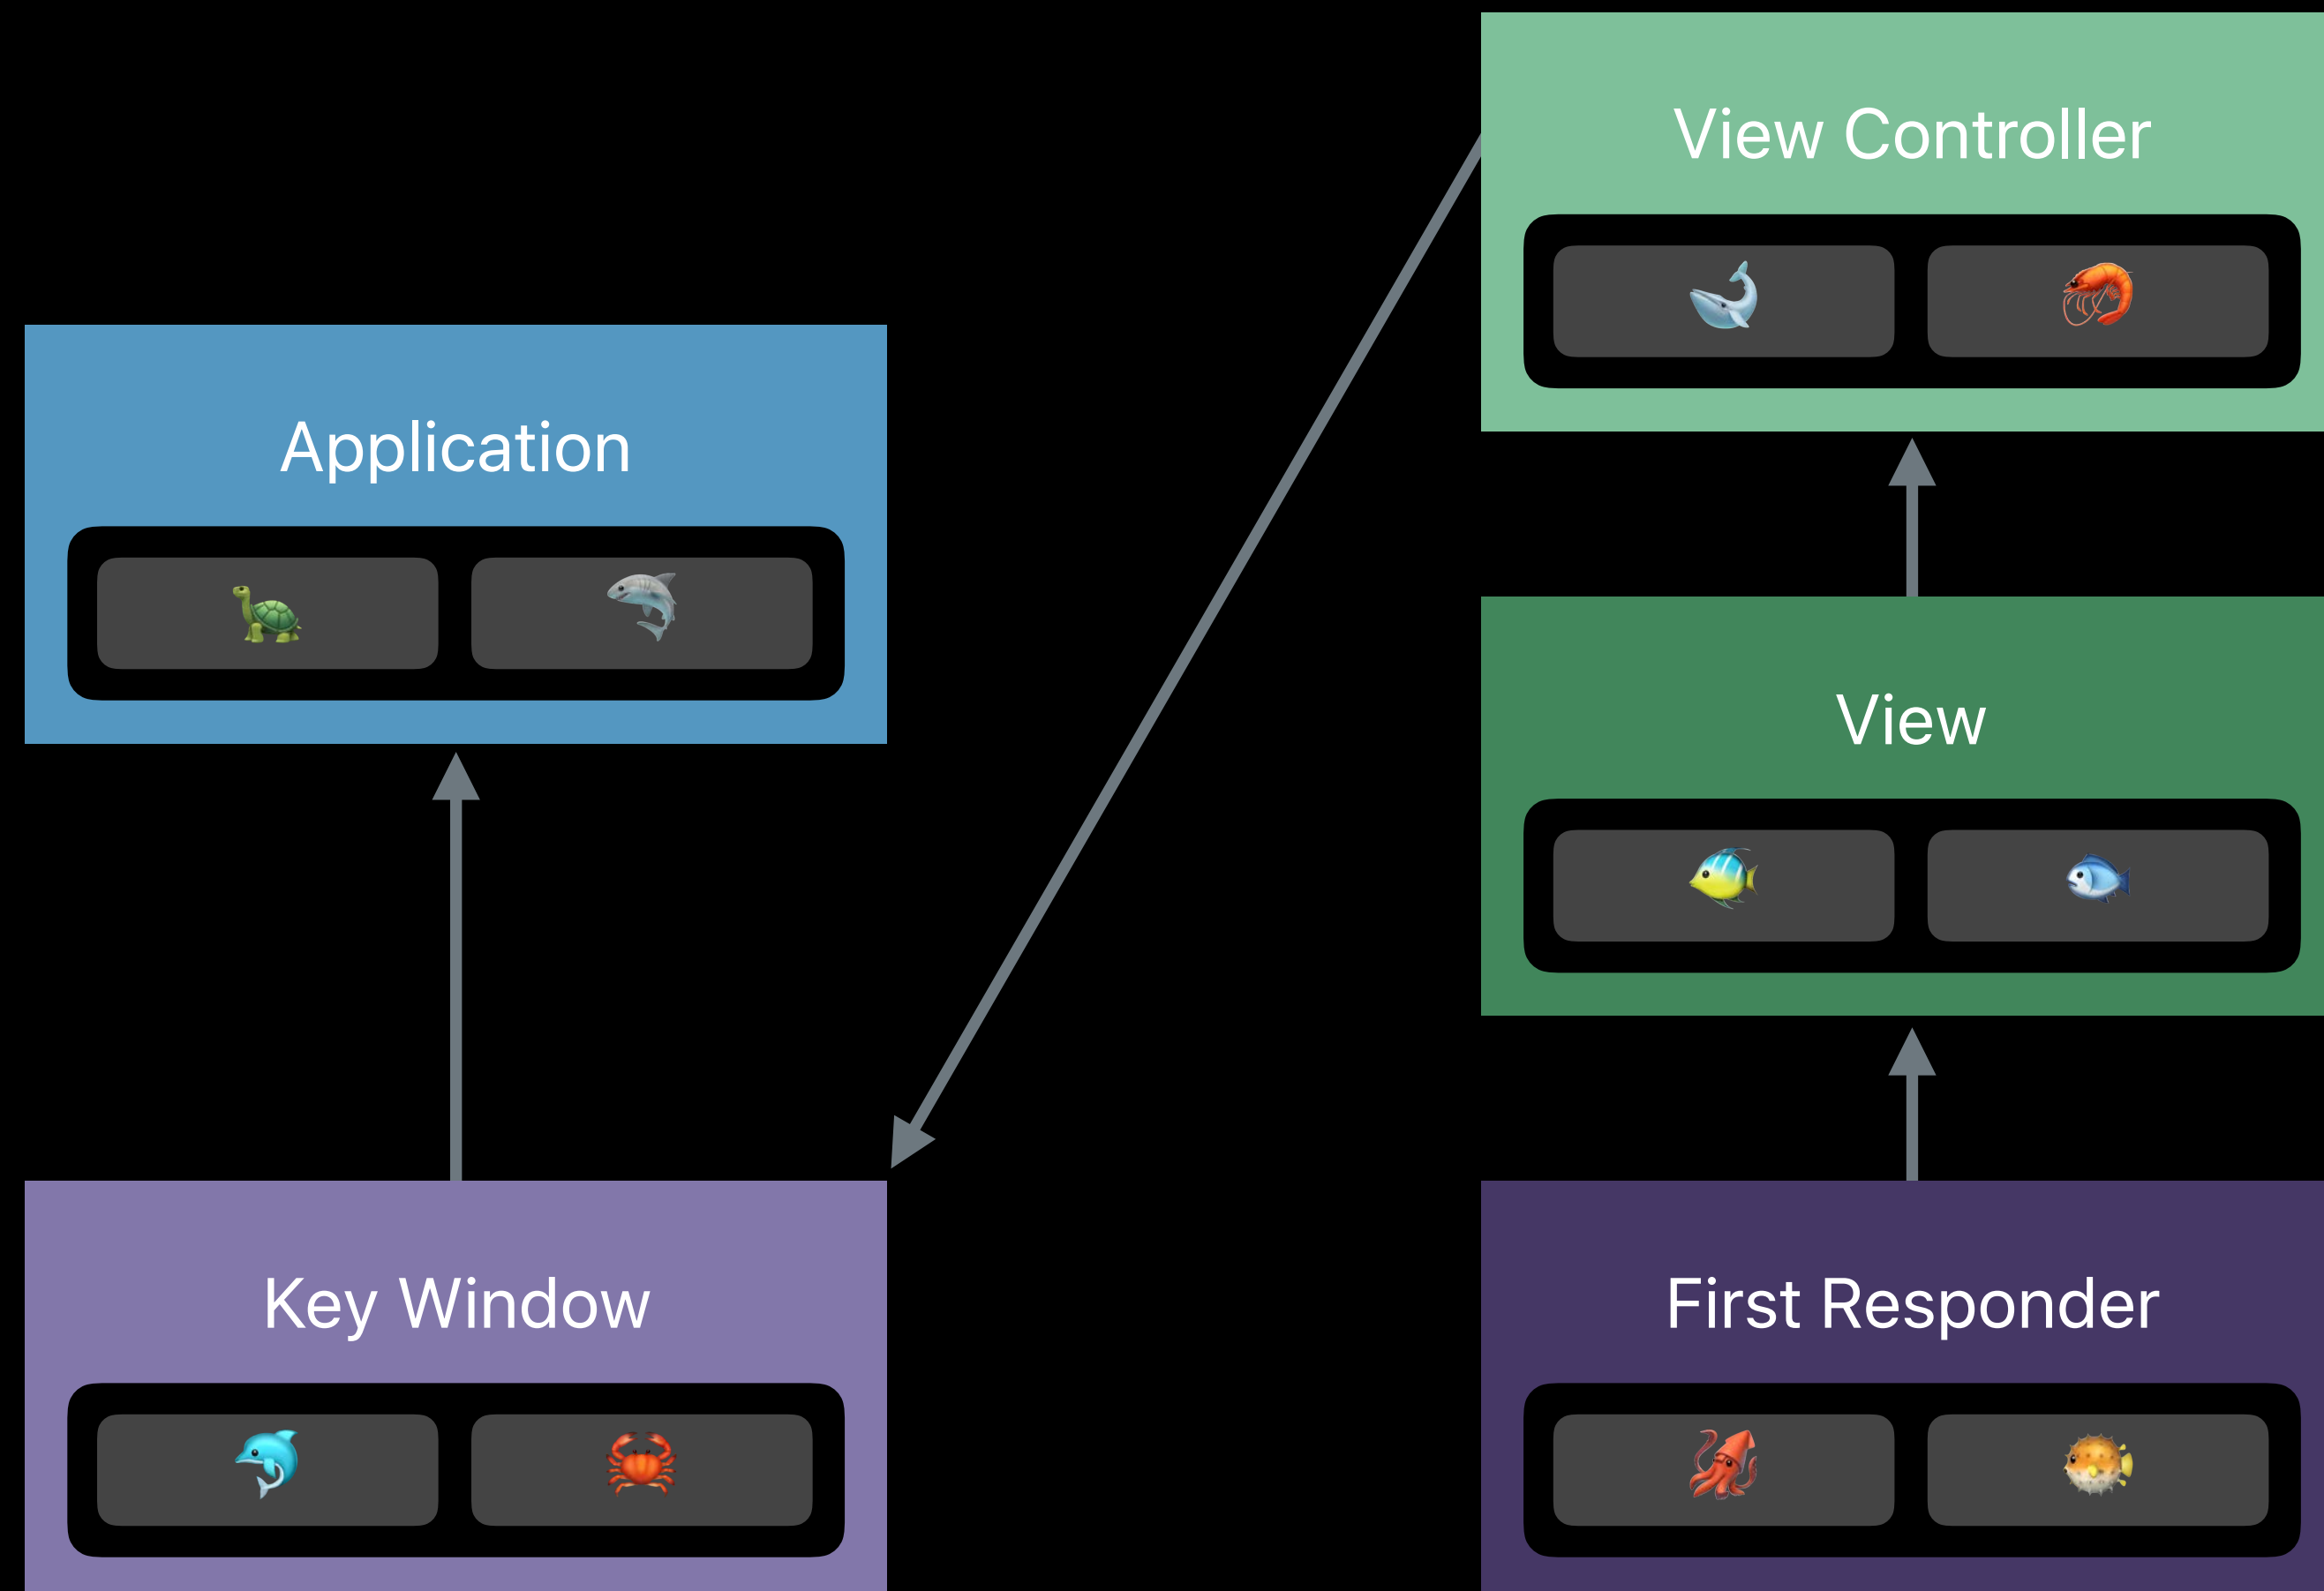 View Controller
Application
View
Key Window
First Responder